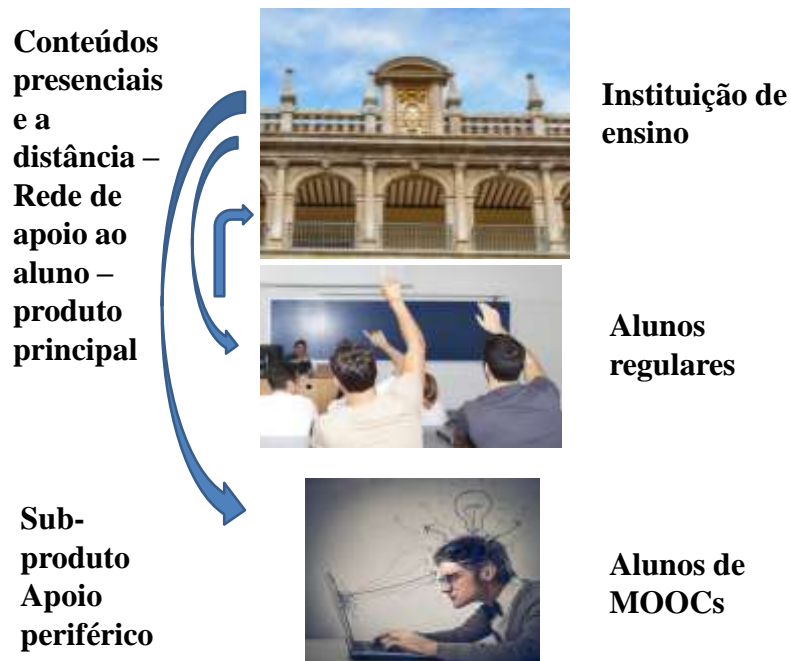 Conteúdos
presenciais
e a
distância –
Rede de
apoio ao
aluno –
produto
principal
Instituição de
ensino
Alunos
regulares
Sub-
produto
Apoio
periférico
Alunos de
MOOCs